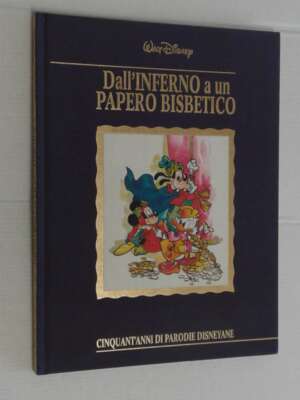 Walt Disney
Dall'INFERNO a un
PAPERO BISBETICO
CINQUANT'ANNI DI PARODIE DISNEYANE